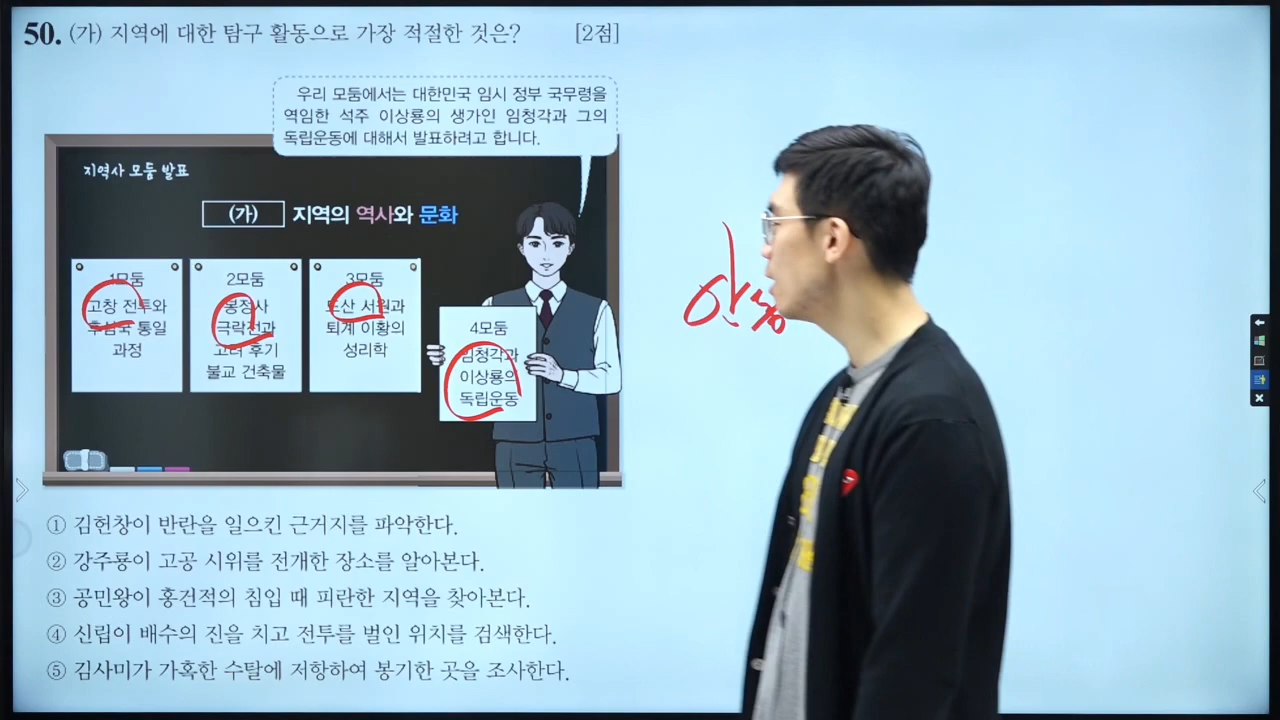 50. (가) 지역에 대한 탐구 활동으로 가장 적절한 것은? [2점]
우리 모둠에서는 대한민국 임시 정부 국무령을
역임한 석주 이상룡의 생가인 임청각과 그의
독립운동에 대해서 발표하려고 합니다.
지역사 모둠 발표
(가) 지역의 역사와 문화
1모둠
고창 전투와
후삼국 통일
과정
2모둠
봉정사
극락전과
고려 후기
불교 건축물
3모둠
도산 서원과
퇴계 이황의
성리학
4모둠
임청각과
이상룡의
독립운동
안동
① 김헌창이 반란을 일으킨 근거지를 파악한다.
② 강주룡이 고공 시위를 전개한 장소를 알아본다.
③ 공민왕이 홍건적의 침입 때 피란한 지역을 찾아본다.
④ 신립이 배수의 진을 치고 전투를 벌인 위치를 검색한다.
⑤ 김사미가 가혹한 수탈에 저항하여 봉기한 곳을 조사한다.